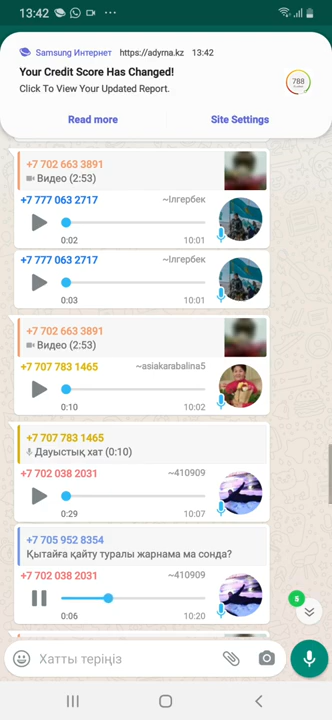 13:42
Samsung Интернет https://adyrna.kz 13:42
Your Credit Score Has Changed!
Click To View Your Updated Report.
788
Read more Site Settings
+7 702 663 3891
Видео (2:53)
+7 777 063 2717 ~Ілгербек
0:02 10:01
+7 777 063 2717 ~Ілгербек
0:03 10:01
+7 702 663 3891
Видео (2:53)
+7 707 783 1465 ~asiakarabalina5
0:10 10:02
+7 707 783 1465
Дауыстық хат (0:10)
+7 702 038 2031 ~410909
0:29 10:07
+7 705 952 8354
Қытайға қайту туралы жарнама ма сонда?
+7 702 038 2031 ~410909
0:06 10:20
5
Хатты теріңіз